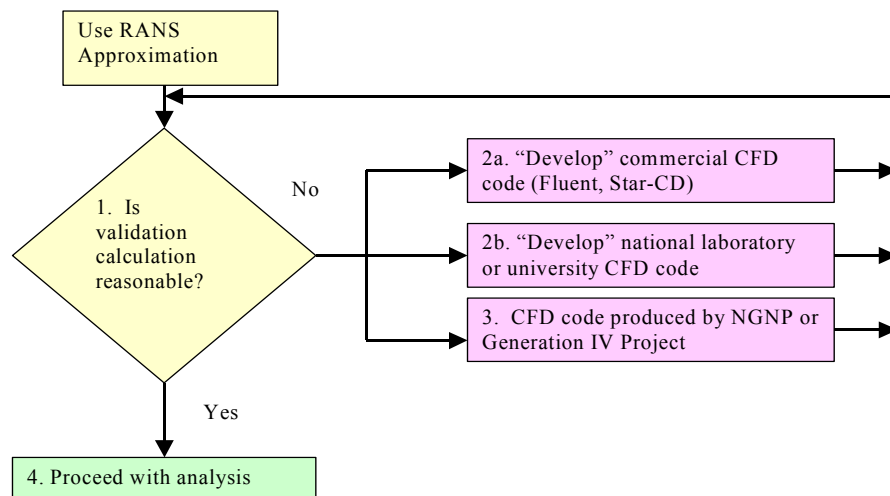 Use RANS
Approximation
No
2a. “Develop” commercial CFD
code (Fluent, Star-CD)
1. Is
validation
calculation
reasonable?
2b. “Develop” national laboratory
or university CFD code
3. CFD code produced by NGNP or
Generation IV Project
Yes
4. Proceed with analysis